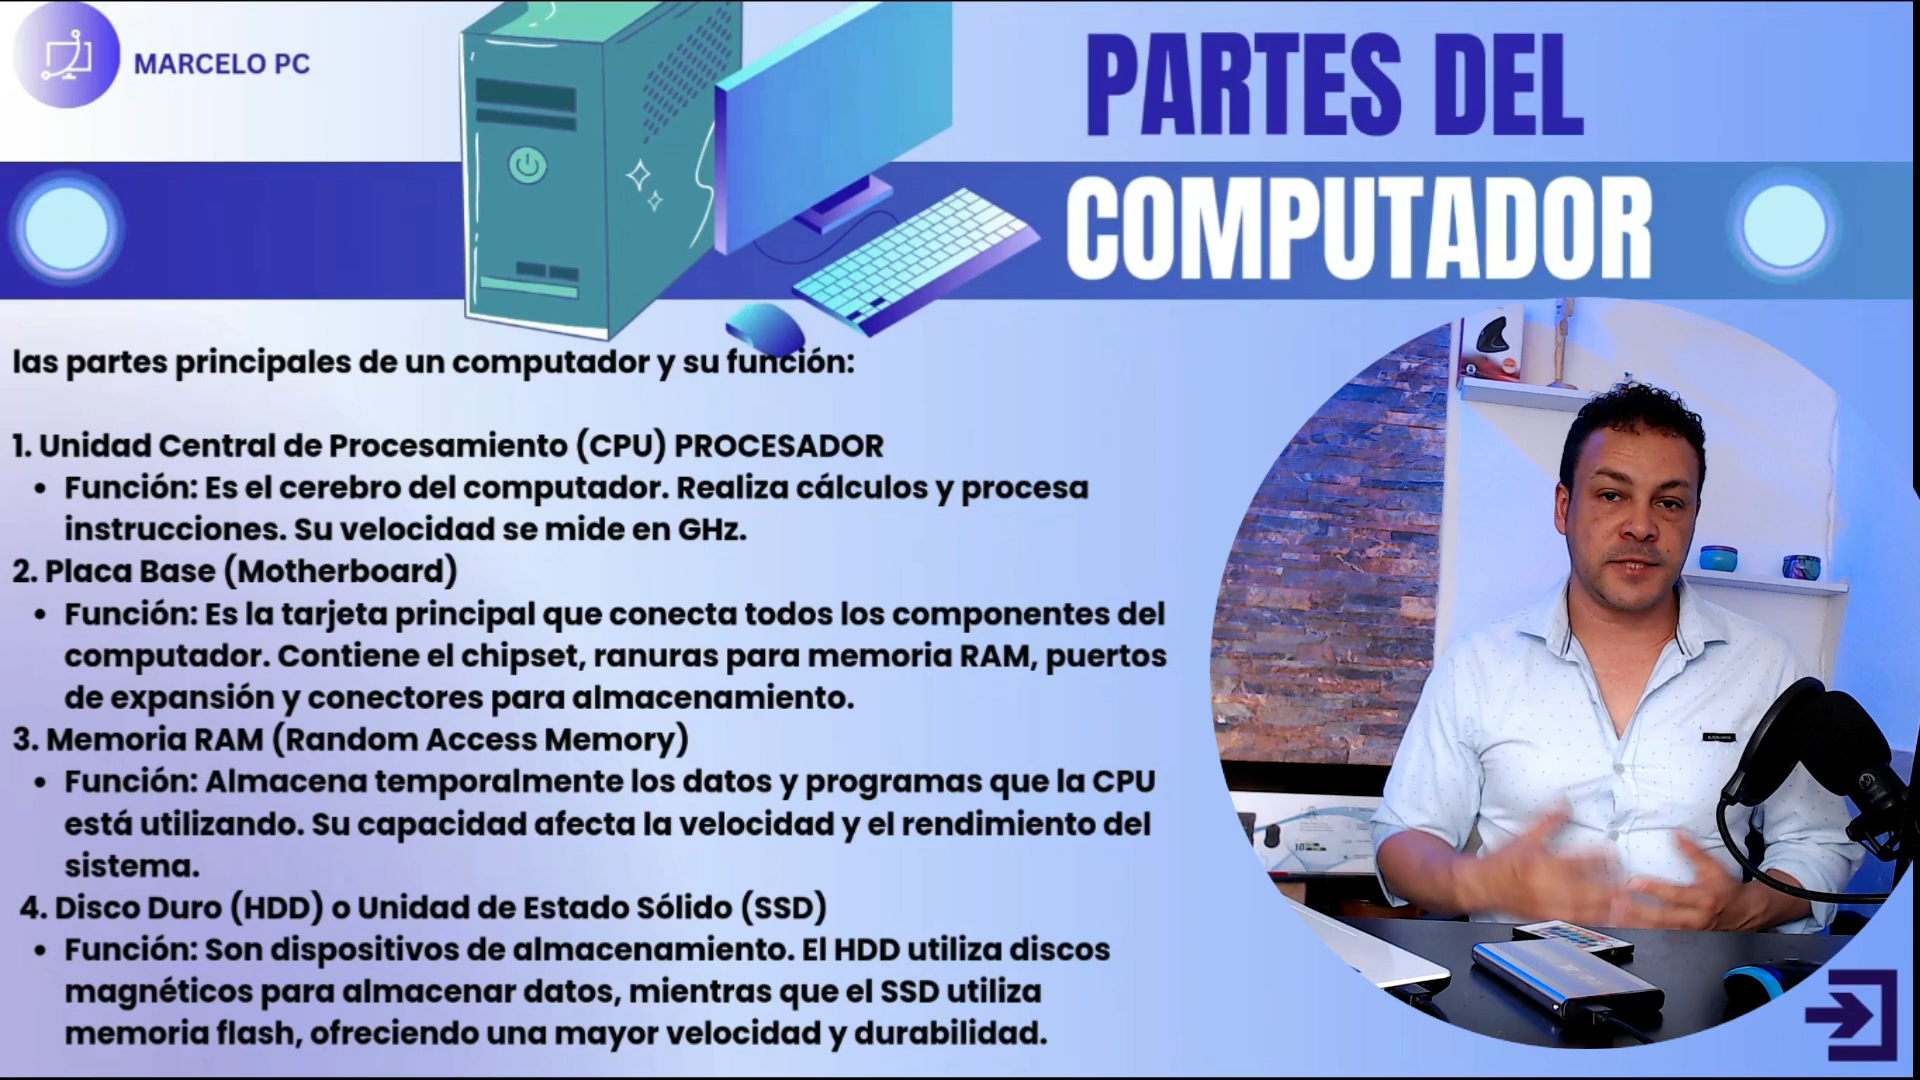 MARCELO PC
PARTES DEL
COMPUTADOR
las partes principales de un computador y su función:
1. Unidad Central de Procesamiento (CPU) PROCESADOR
• Función: Es el cerebro del computador. Realiza cálculos y procesa
instrucciones. Su velocidad se mide en GHz.
2. Placa Base (Motherboard)
• Función: Es la tarjeta principal que conecta todos los componentes del
computador. Contiene el chipset, ranuras para memoria RAM, puertos
de expansión y conectores para almacenamiento.
3. Memoria RAM (Random Access Memory)
• Función: Almacena temporalmente los datos y programas que la CPU
está utilizando. Su capacidad afecta la velocidad y el rendimiento del
sistema.
4. Disco Duro (HDD) o Unidad de Estado Sólido (SSD)
• Función: Son dispositivos de almacenamiento. El HDD utiliza discos
magnéticos para almacenar datos, mientras que el SSD utiliza
memoria flash, ofreciendo una mayor velocidad y durabilidad.